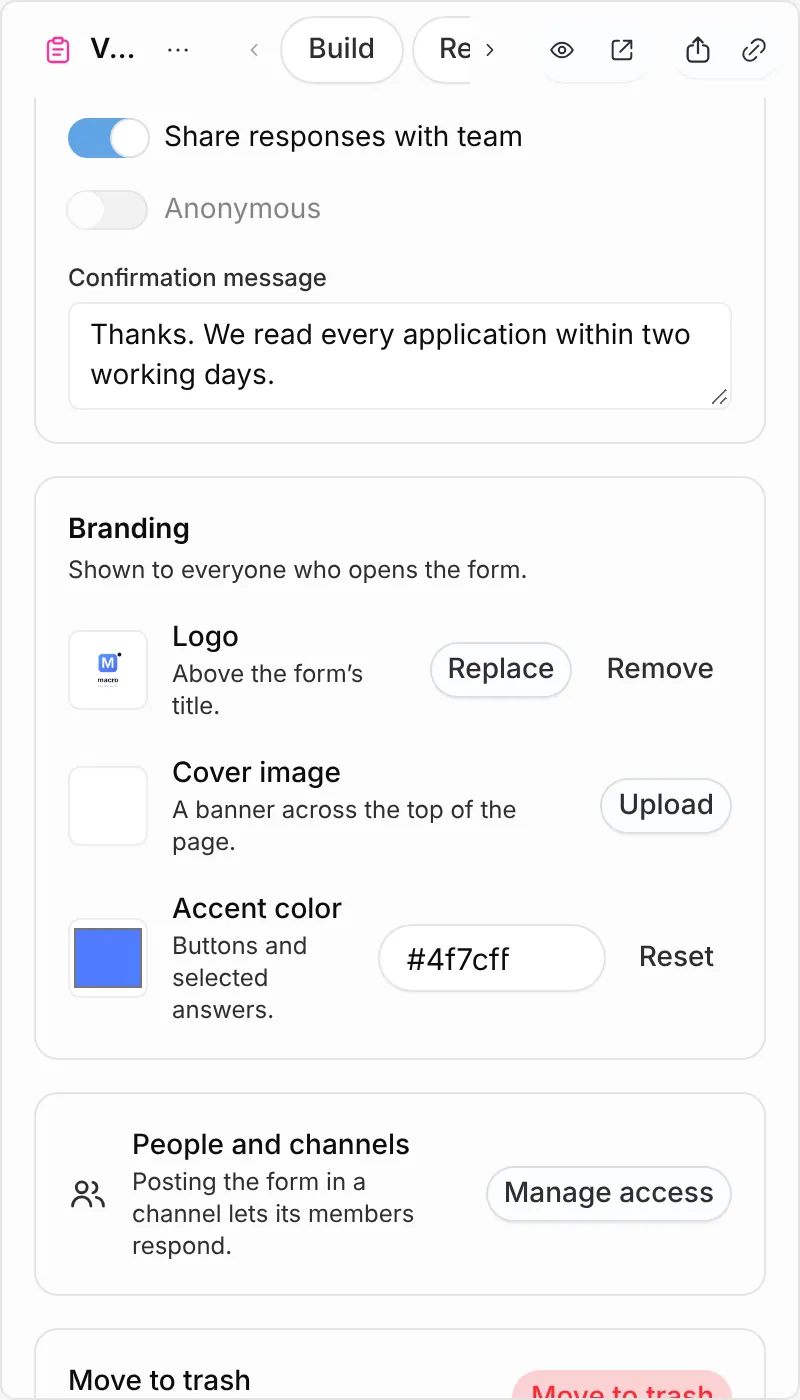 V...
Build
Re
Share responses with team
Anonymous
Confirmation message
Thanks. We read every application within two
working days.
Branding
Shown to everyone who opens the form.
M
macro
Logo
Above the form’s
title.
Replace
Remove
Cover image
A banner across the top of the
page.
Upload
Accent color
Buttons and
selected
answers.
#4f7cff
Reset
People and channels
Posting the form in a
channel lets its members
respond.
Manage access
Move to trash
Move to trash